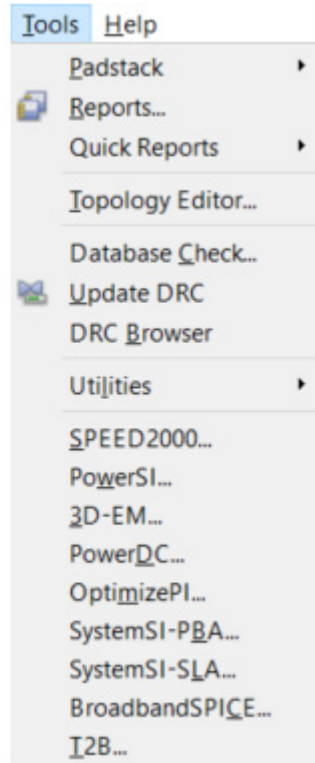 Tools Help
Padstack
Reports...
Quick Reports
Topology Editor...
Database Check...
Update DRC
DRC Browser
Utilities
SPEED2000...
PowerSI...
3D-EM...
PowerDC...
OptimizePI...
SystemSI-PBA...
SystemSI-SLA...
BroadbandSPICE...
T2B...